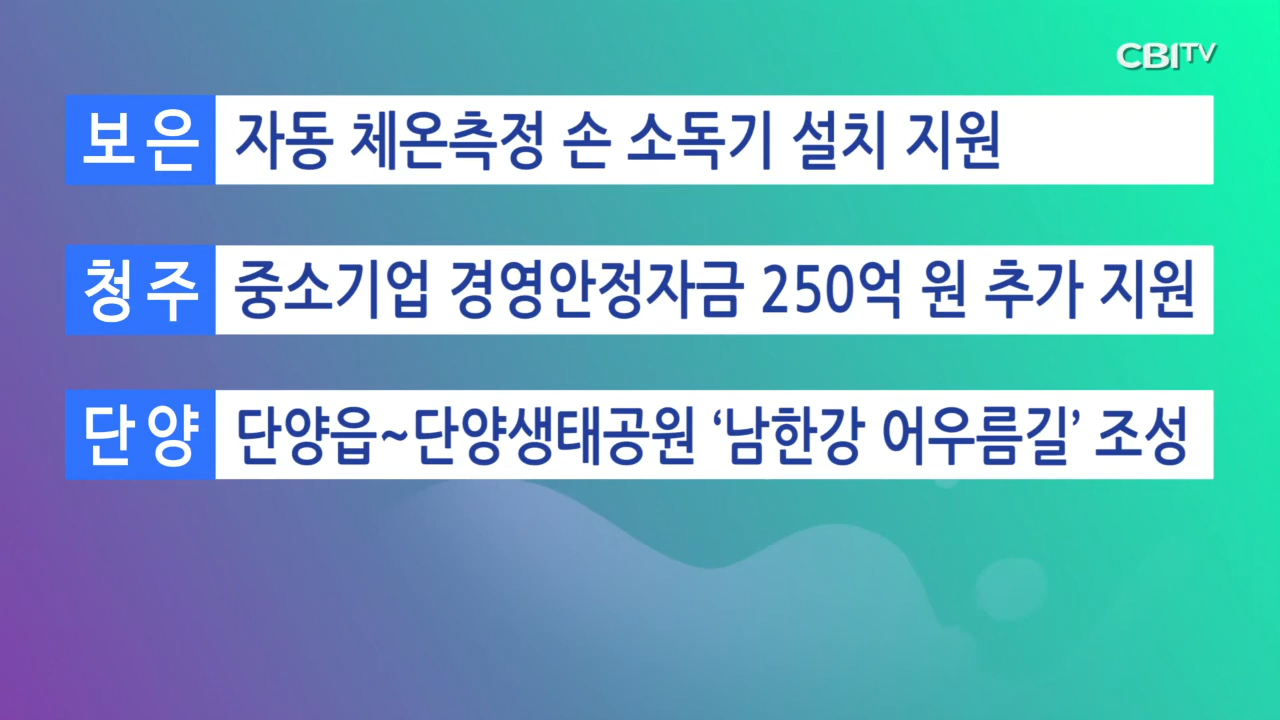 CBITV
보은 자동 체온측정 손 소독기 설치 지원
청주 중소기업 경영안정자금 250억 원 추가 지원
단양 단양읍~단양생태공원 ‘남한강 어우름길’ 조성